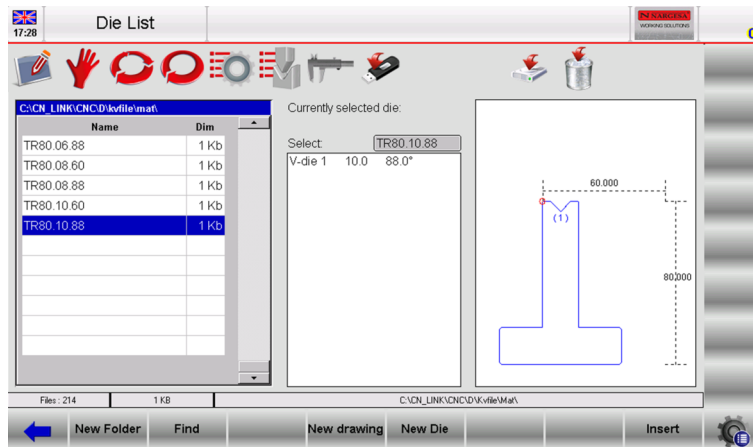 17:28
Die List
N NARGESA
WORKING SOLUTIONS
C:\CN_LINK\CNC\D\kvfile\mat\
Name Dim
TR80.06.88 1 Kb
TR80.08.60 1 Kb
TR80.08.88 1 Kb
TR80.10.60 1 Kb
TR80.10.88 1 Kb
Currently selected die:
Select: TR80.10.88
V-die 1 10.0 88.0°
60.000
(1)
80.000
Files : 214 1 KB C:\CN_LINK\CNC\D\Kvfile\Mat\
New Folder Find New drawing New Die Insert